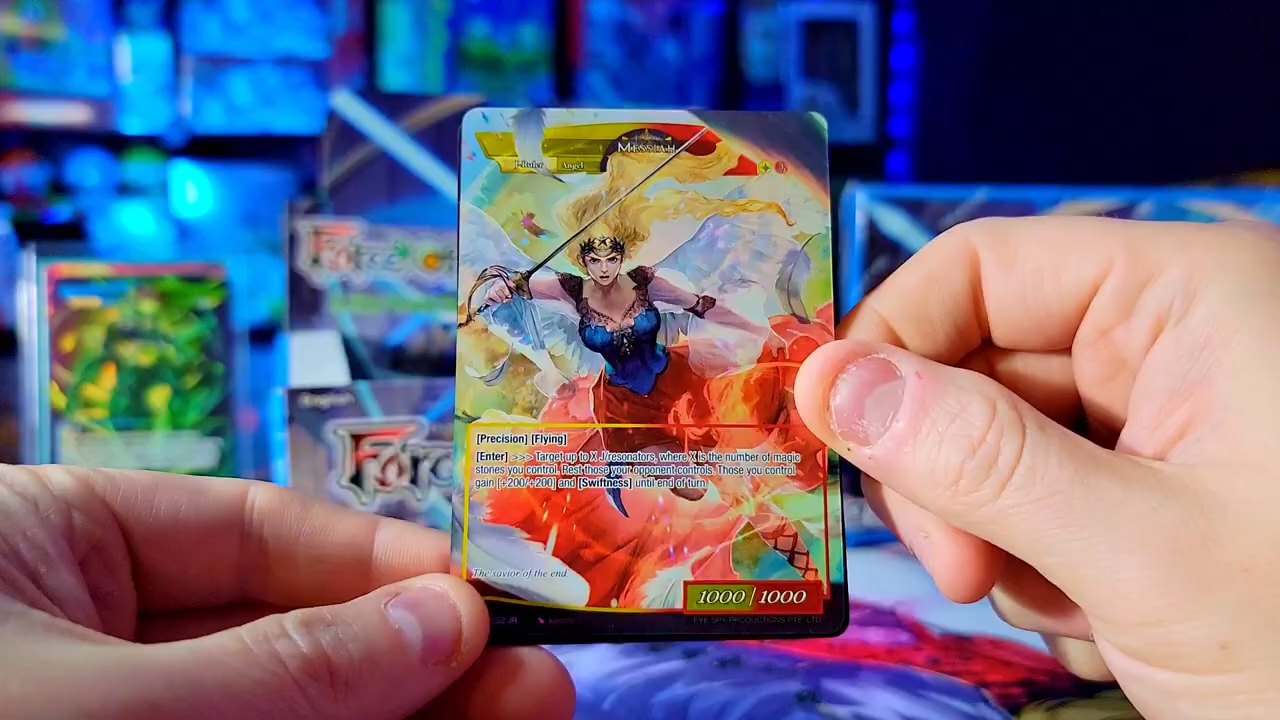 MESSIAH
J-Ruler Angel
[Precision] [Flying]
[Enter] >>> Target up to X J/resonators, where X is the number of magic
stones you control. Rest those your opponent controls. Those you control
gain [+200/+200] and [Swiftness] until end of turn.
The savior of the end.
1000 | 1000
EYE SPY PRODUCTIONS PTE LTD
Force
English